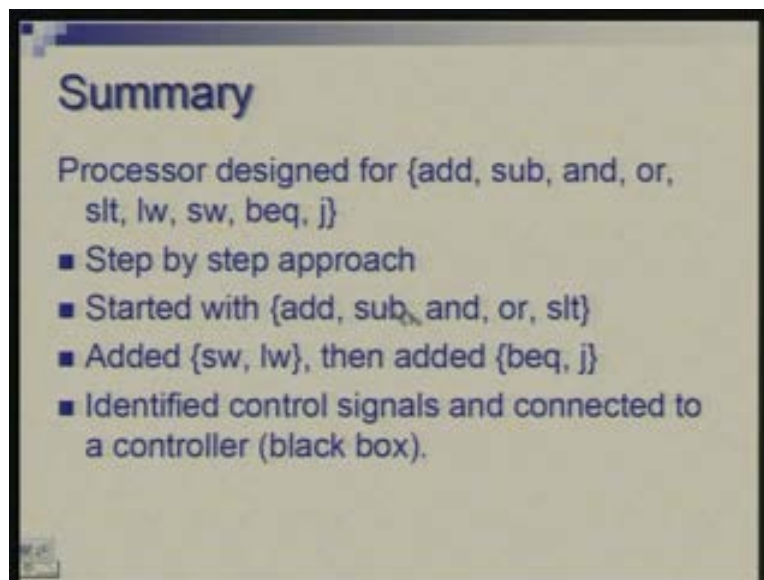 Summary
Processor designed for {add, sub, and, or,
slt, lw, sw, beq, j}
■ Step by step approach
■ Started with {add, sub, and, or, slt}
■ Added {sw, lw}, then added {beq, j}
■ Identified control signals and connected to
a controller (black box).